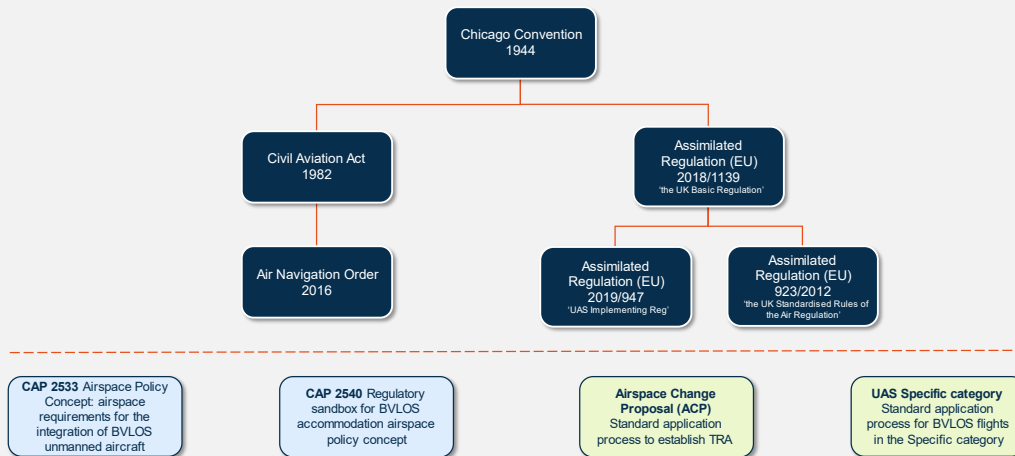 Chicago Convention
1944
Civil Aviation Act
1982
Assimilated
Regulation (EU)
2018/1139
‘the UK Basic Regulation’
Air Navigation Order
2016
Assimilated
Regulation (EU)
2019/947
‘UAS Implementing Reg’
Assimilated
Regulation (EU)
923/2012
‘the UK Standardised Rules of
the Air Regulation’
CAP 2533 Airspace Policy
Concept: airspace
requirements for the
integration of BVLOS
unmanned aircraft
CAP 2540 Regulatory
sandbox for BVLOS
accommodation airspace
policy concept
Airspace Change
Proposal (ACP)
Standard application
process to establish TRA
UAS Specific category
Standard application
process for BVLOS flights
in the Specific category